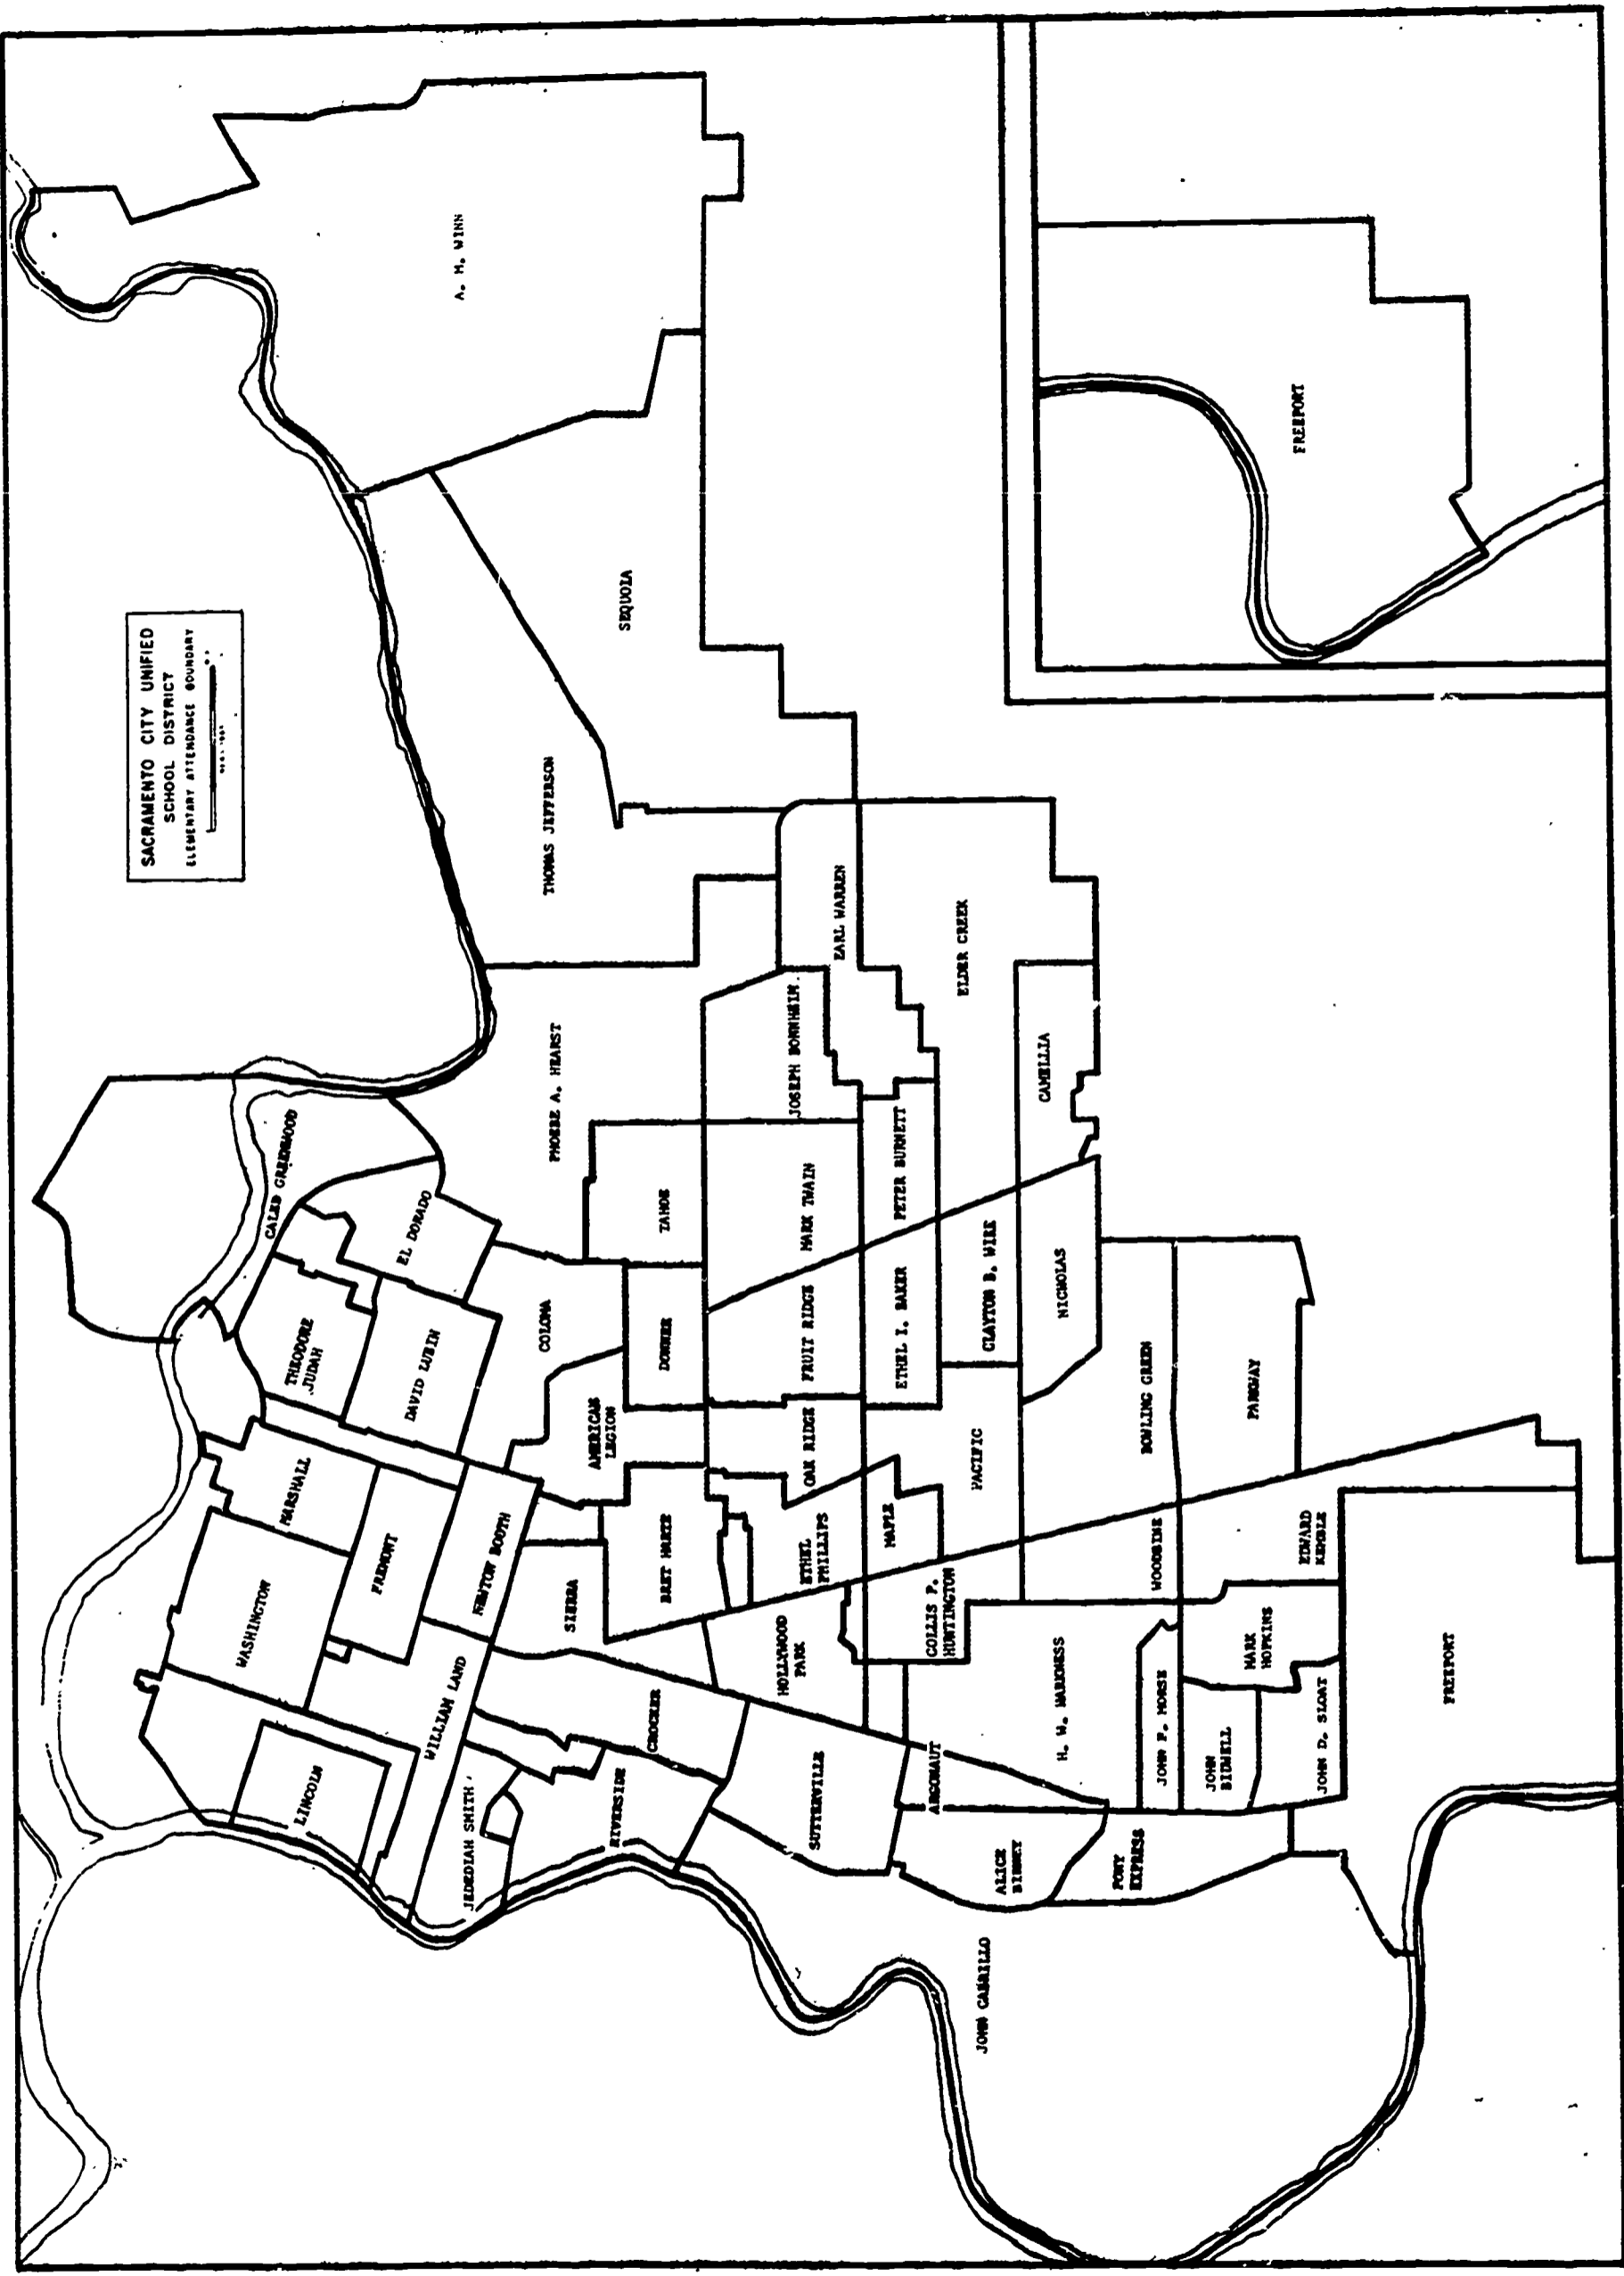 SACRAMENTO CITY UNIFIED
SCHOOL DISTRICT
ELEMENTARY ATTENDANCE BOUNDARY
A. M. WINN
SEQUOIA
THOMAS JEFFERSON
PHOEBE A. HEARST
CALEB GREENWOOD
EL DORADO
THEODORE
JUDAH
DAVID LUBIN
COLOMA
TAHOE
DONNER
AMERICAN
LEGION
MARSHALL
WASHINGTON
FREMONT
NEWTON BOOTH
SIERRA
BRET HARTE
WILLIAM LAND
LINCOLN
JEDEDIAH SMITH
RIVERSIDE
CROCKER
HOLLYWOOD
PARK
SUTTERVILLE
ETHEL
PHILLIPS
OAK RIDGE
FRUIT RIDGE
MARK TWAIN
JOSEPH BONNHEIM
EARL WARREN
ELDER CREEK
PETER BURNETT
ETHEL I. BAKER
MAPLE
PACIFIC
CLAYTON B. WIRE
CAMELLIA
NICHOLAS
COLLIS P.
HUNTINGTON
H. W. HARKNESS
ARGONAUT
ALICE
BIRNEY
PONY
EXPRESS
JOHN CABRILLO
JOHN F. MORSE
JOHN
BIDWELL
JOHN D. SLOAT
MARK
HOPKINS
WOODBINE
BOWLING GREEN
PARKWAY
EDWARD
KEMBLE
FREEPORT
FREEPORT